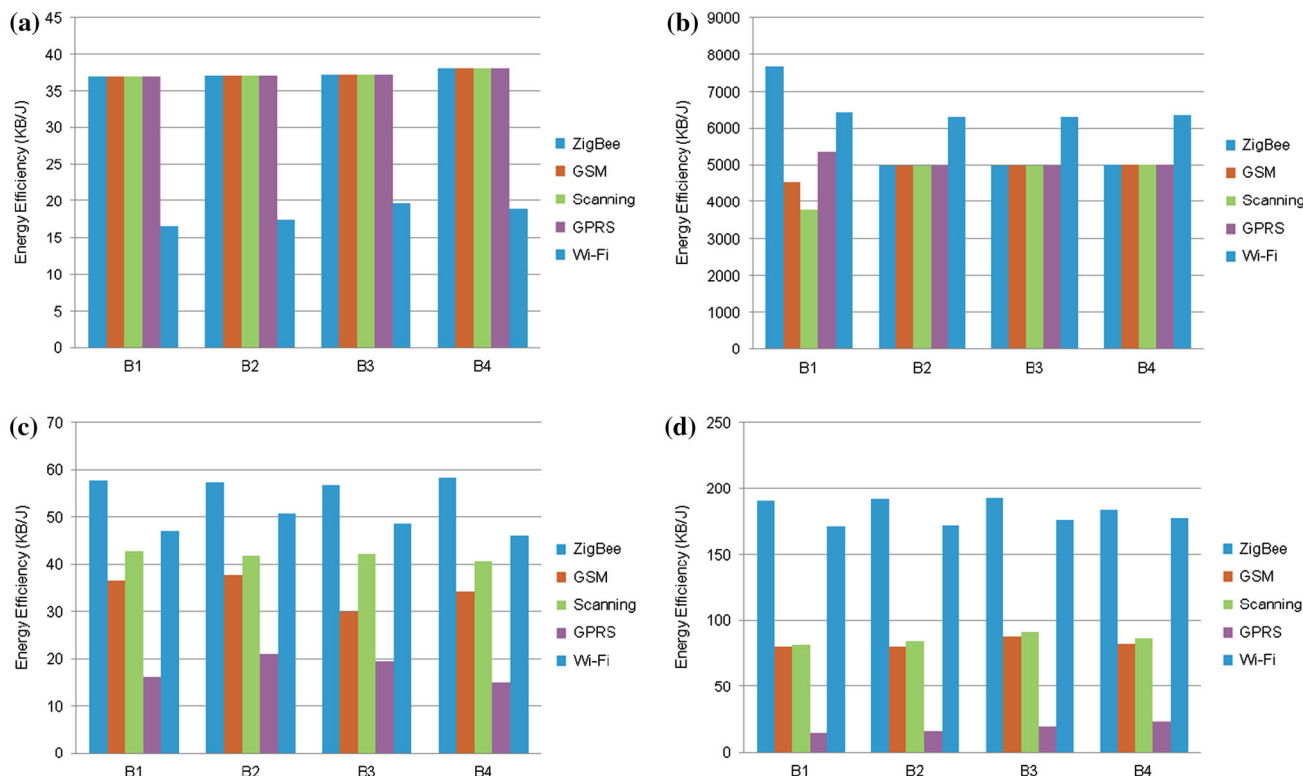 (a)
Energy Efficiency (KB/J)
45
40
35
30
25
20
15
10
5
0
B1 B2 B3 B4
ZigBee
GSM
Scanning
GPRS
Wi-Fi
(b)
Energy Efficiency (KB/J)
9000
8000
7000
6000
5000
4000
3000
2000
1000
0
B1 B2 B3 B4
ZigBee
GSM
Scanning
GPRS
Wi-Fi
(c)
Energy Efficiency (KB/J)
70
60
50
40
30
20
10
0
B1 B2 B3 B4
ZigBee
GSM
Scanning
GPRS
Wi-Fi
(d)
Energy Efficiency (KB/J)
250
200
150
100
50
0
B1 B2 B3 B4
ZigBee
GSM
Scanning
GPRS
Wi-Fi